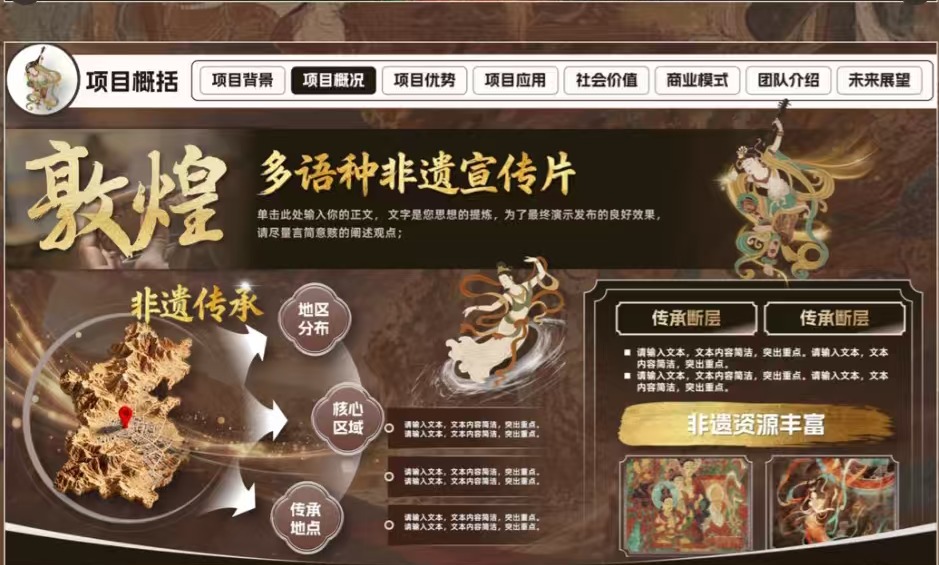 项目概括
项目背景
项目概况
项目优势
项目应用
社会价值
商业模式
团队介绍
未来展望
敦煌
多语种非遗宣传片
单击此处输入你的正文，文字是您思想的提炼，为了最终演示发布的良好效果，
请尽量言简意赅的阐述观点；
非遗传承
地区
分布
核心
区域
传承
地点
请输入文本，文本内容简洁，突出重点。
请输入文本，文本内容简洁，突出重点。
请输入文本，文本内容简洁，突出重点。
请输入文本，文本内容简洁，突出重点。
请输入文本，文本内容简洁，突出重点。
请输入文本，文本内容简洁，突出重点。
传承断层
传承断层
■ 请输入文本，文本内容简洁，突出重点。请输入文本，文本
内容简洁，突出重点。
■ 请输入文本，文本内容简洁，突出重点。请输入文本，文本
内容简洁，突出重点。
非遗资源丰富